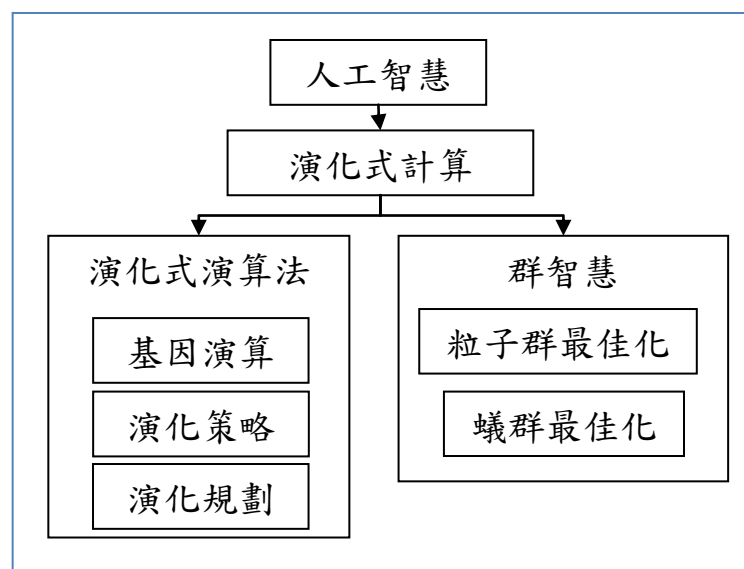 人工智慧
演化式計算
演化式演算法
基因演算
演化策略
演化規劃
群智慧
粒子群最佳化
蟻群最佳化